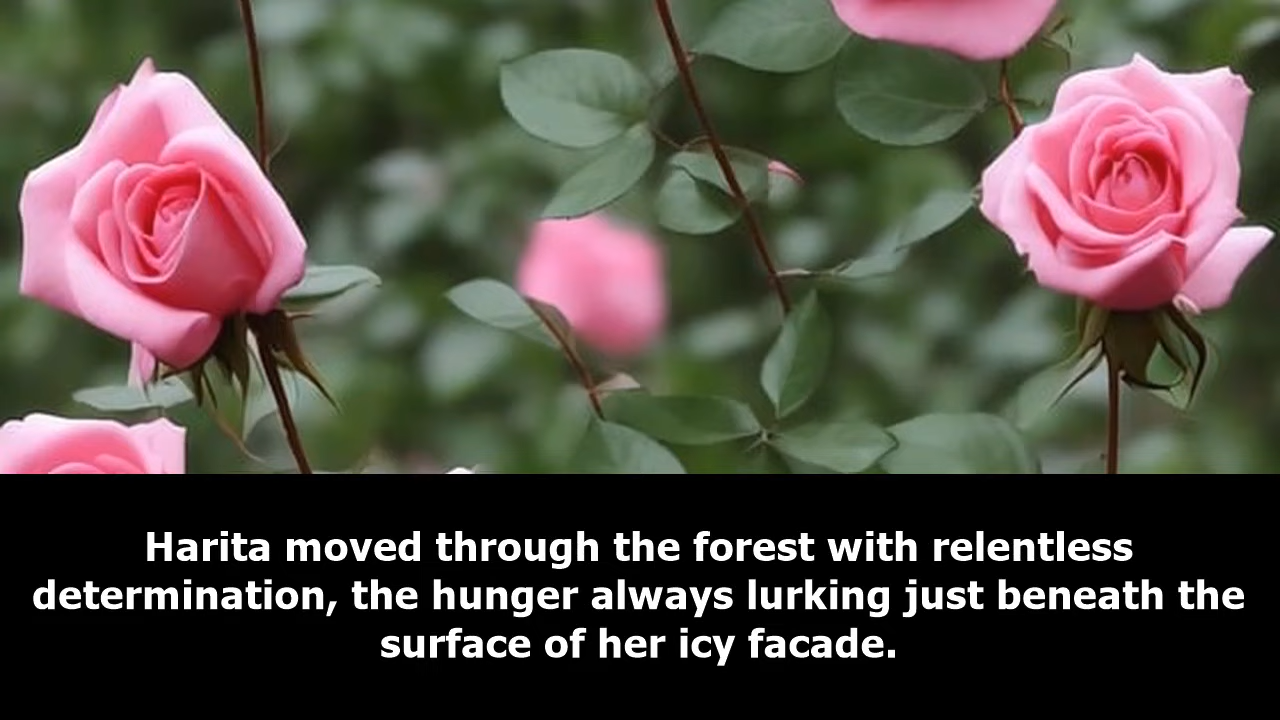 Harita moved through the forest with relentless
determination, the hunger always lurking just beneath the
surface of her icy facade.